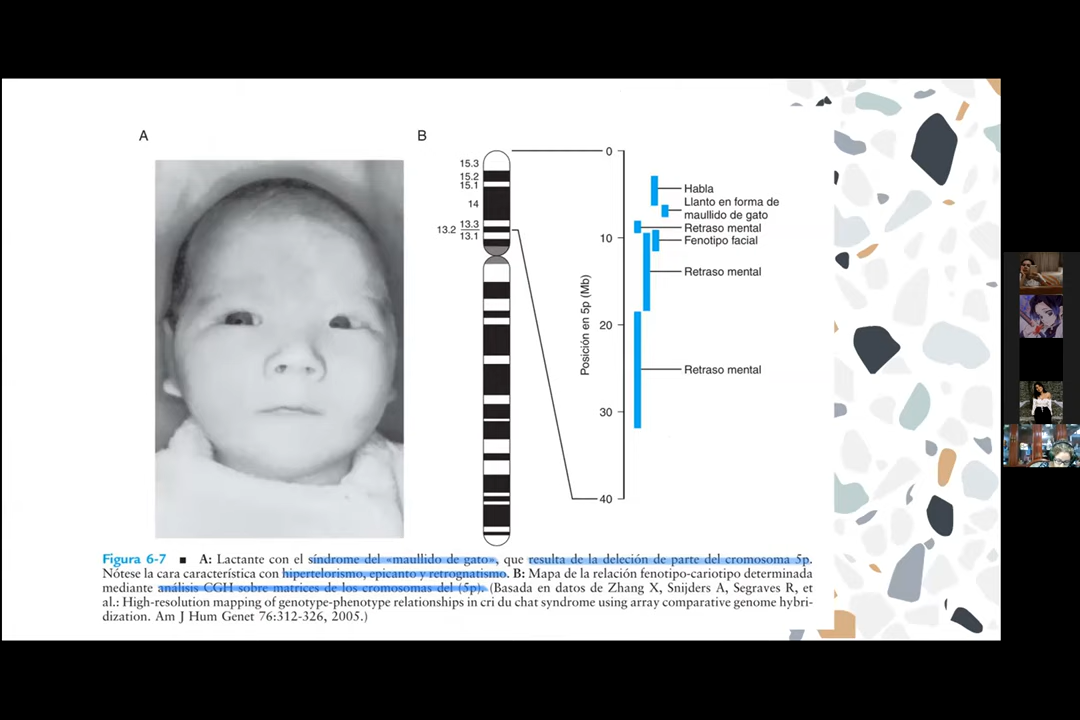 A
B
15.3
15.2
15.1
14
13.3
13.2
13.1
0
10
20
30
40
Posición en 5p (Mb)
Habla
Llanto en forma de
maullido de gato
Retraso mental
Fenotipo facial
Retraso mental
Retraso mental
Figura 6-7 ■ A: Lactante con el síndrome del «maullido de gato», que resulta de la deleción de parte del cromosoma 5p.
Nótese la cara característica con hipertelorismo, epicanto y retrognatismo. B: Mapa de la relación fenotipo-cariotipo determinada
mediante análisis CGH sobre matrices de los cromosomas del (5p). (Basada en datos de Zhang X, Snijders A, Segraves R, et
al.: High-resolution mapping of genotype-phenotype relationships in cri du chat syndrome using array comparative genome hybri-
dization. Am J Hum Genet 76:312-326, 2005.)